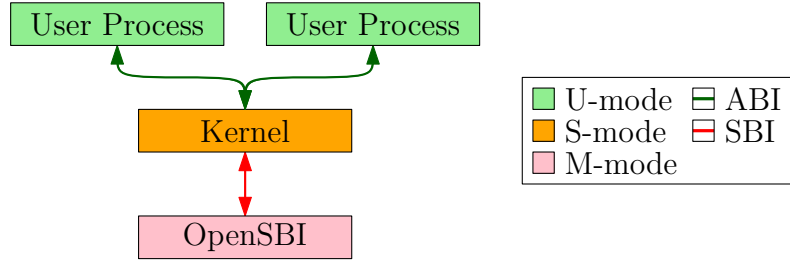 User Process
User Process
Kernel
OpenSBI
U-mode
ABI
S-mode
SBI
M-mode